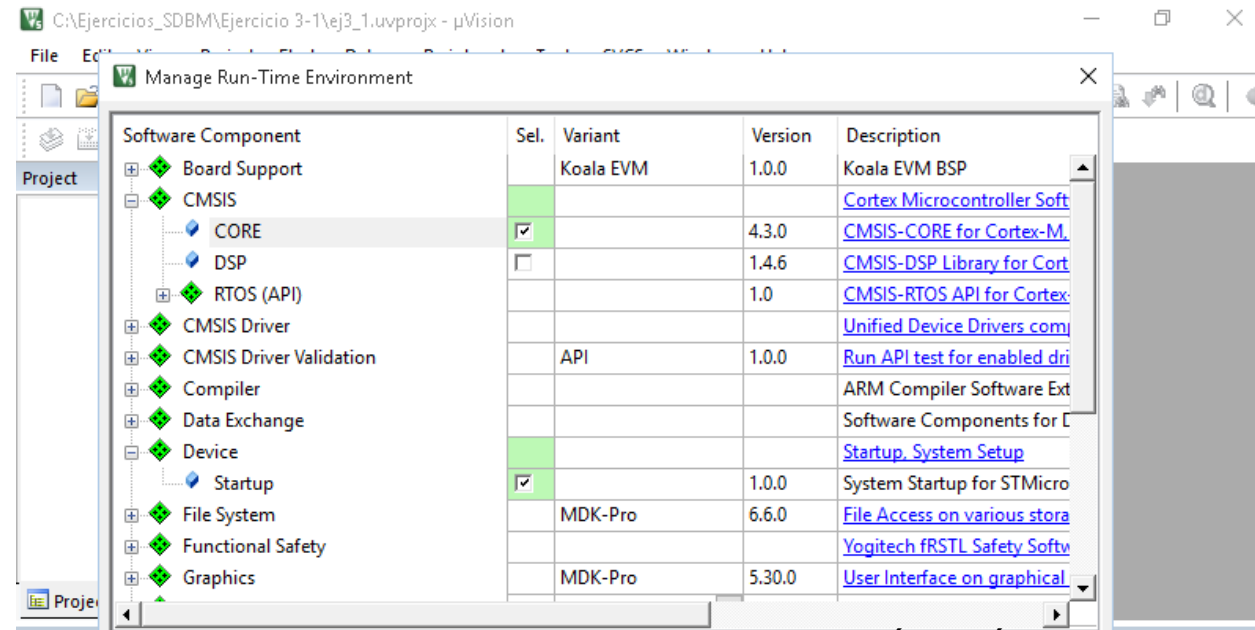 C:\Ejercicios_SDBM\Ejercicio 3-1\ej3_1.uvprojx - µVision
File
Manage Run-Time Environment
Project
Software Component Sel. Variant Version Description
Board Support Koala EVM 1.0.0 Koala EVM BSP
CMSIS Cortex Microcontroller Soft
CORE 4.3.0 CMSIS-CORE for Cortex-M,
DSP 1.4.6 CMSIS-DSP Library for Cort
RTOS (API) 1.0 CMSIS-RTOS API for Cortex-
CMSIS Driver Unified Device Drivers com
CMSIS Driver Validation API 1.0.0 Run API test for enabled dri
Compiler ARM Compiler Software Ext
Data Exchange Software Components for
Device Startup, System Setup
Startup 1.0.0 System Startup for STMicro
File System MDK-Pro 6.6.0 File Access on various stora
Functional Safety Yogitech fRSTL Safety Softw
Graphics MDK-Pro 5.30.0 User Interface on graphical
Projec